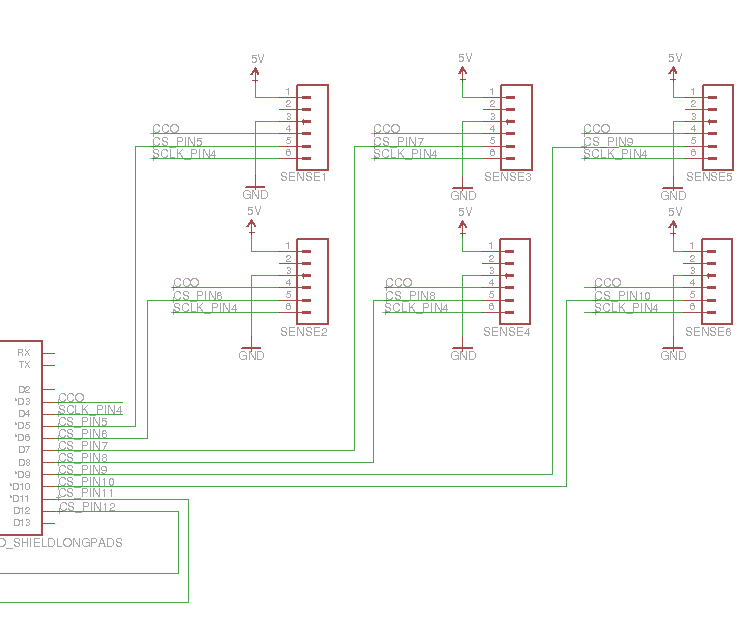 5V
1
2
3
4
5
6
CCO
CS_PIN5
SCLK_PIN4
SENSE1
GND
5V
1
2
3
4
5
6
CCO
CS_PIN7
SCLK_PIN4
SENSE3
GND
5V
1
2
3
4
5
6
CCO
CS_PIN9
SCLK_PIN4
SENSE5
GND
5V
1
2
3
4
5
6
CCO
CS_PIN6
SCLK_PIN4
SENSE2
GND
5V
1
2
3
4
5
6
CCO
CS_PIN8
SCLK_PIN4
SENSE4
GND
5V
1
2
3
4
5
6
CCO
CS_PIN10
SCLK_PIN4
SENSE6
GND
RX
TX
D2
*D3 CCO
D4 SCLK_PIN4
*D5 CS_PIN5
*D6 CS_PIN6
D7 CS_PIN7
D8 CS_PIN8
*D9 CS_PIN9
*D10 CS_PIN10
*D11 CS_PIN11
D12 CS_PIN12
D13
O_SHIELDLONGPADS